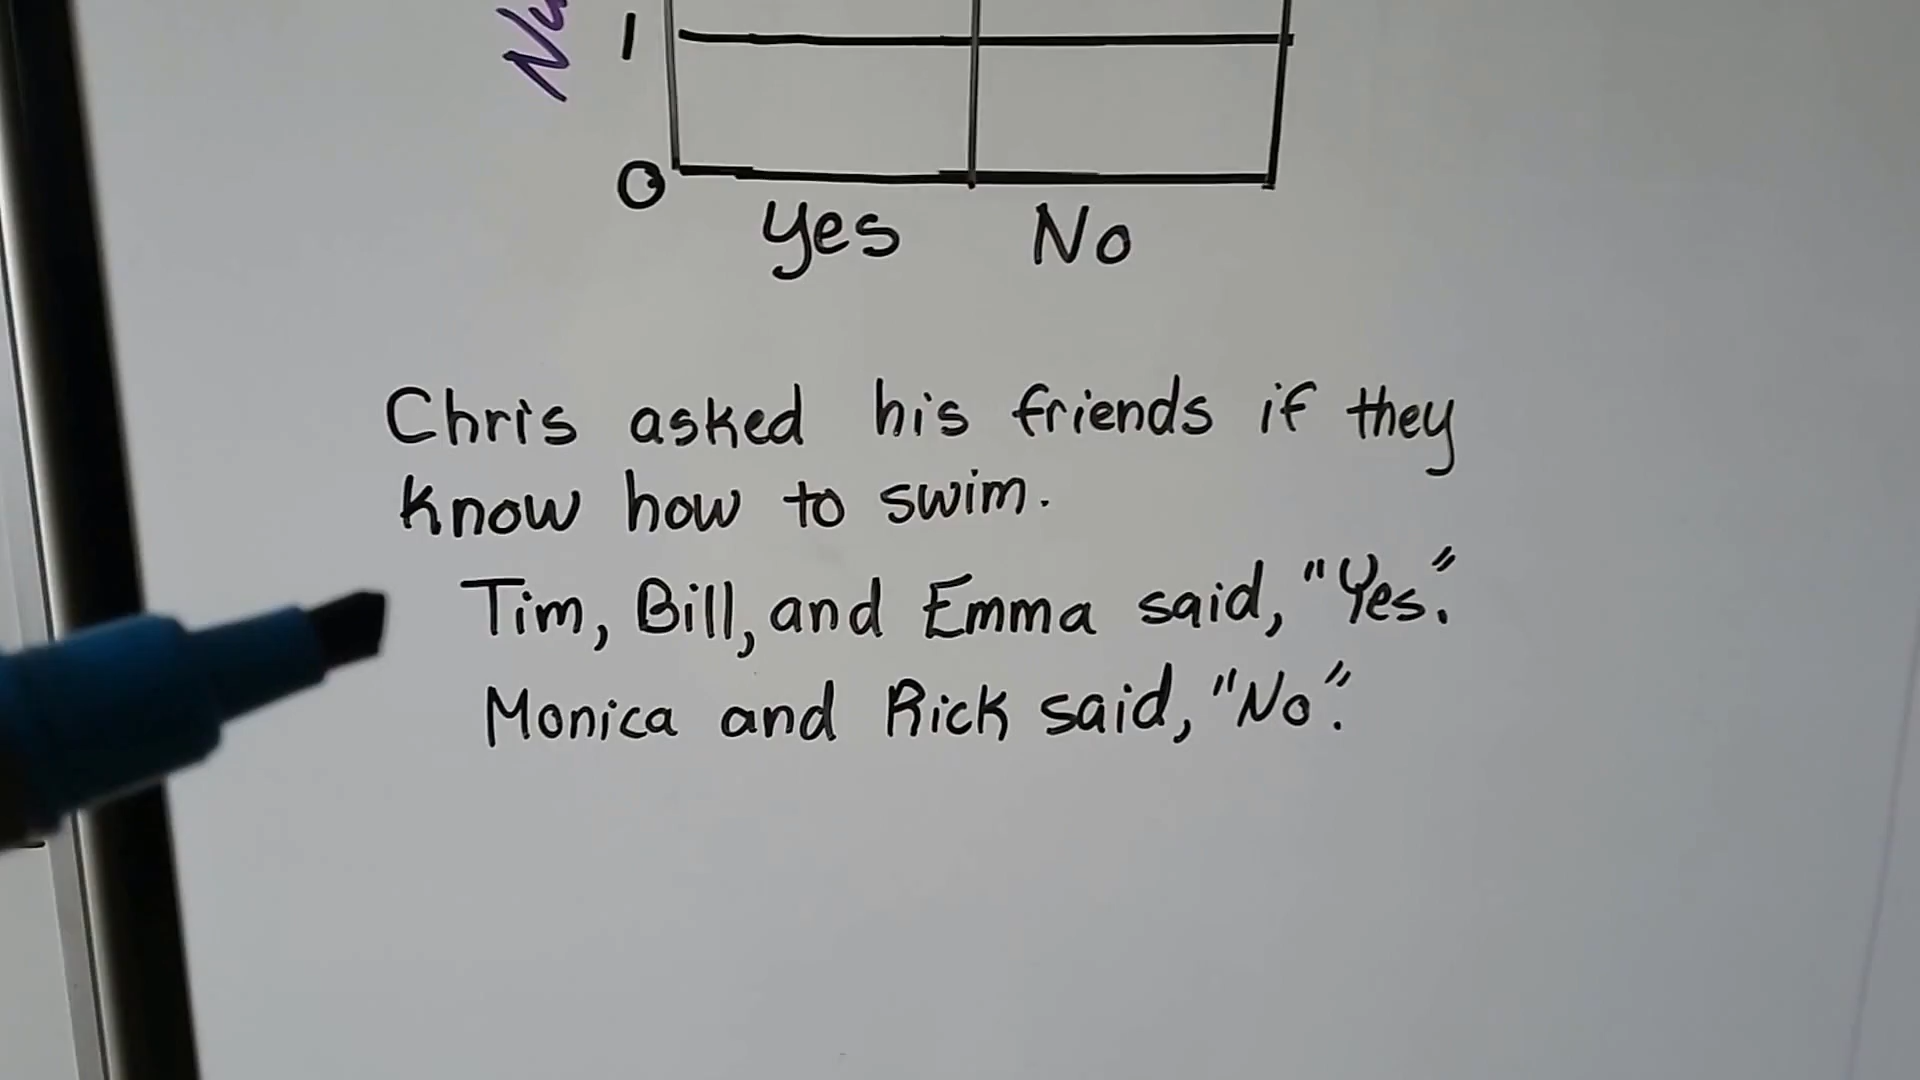 1
0
Yes No
Chris asked his friends if they
know how to swim.
Tim, Bill, and Emma said, "Yes."
Monica and Rick said, "No".